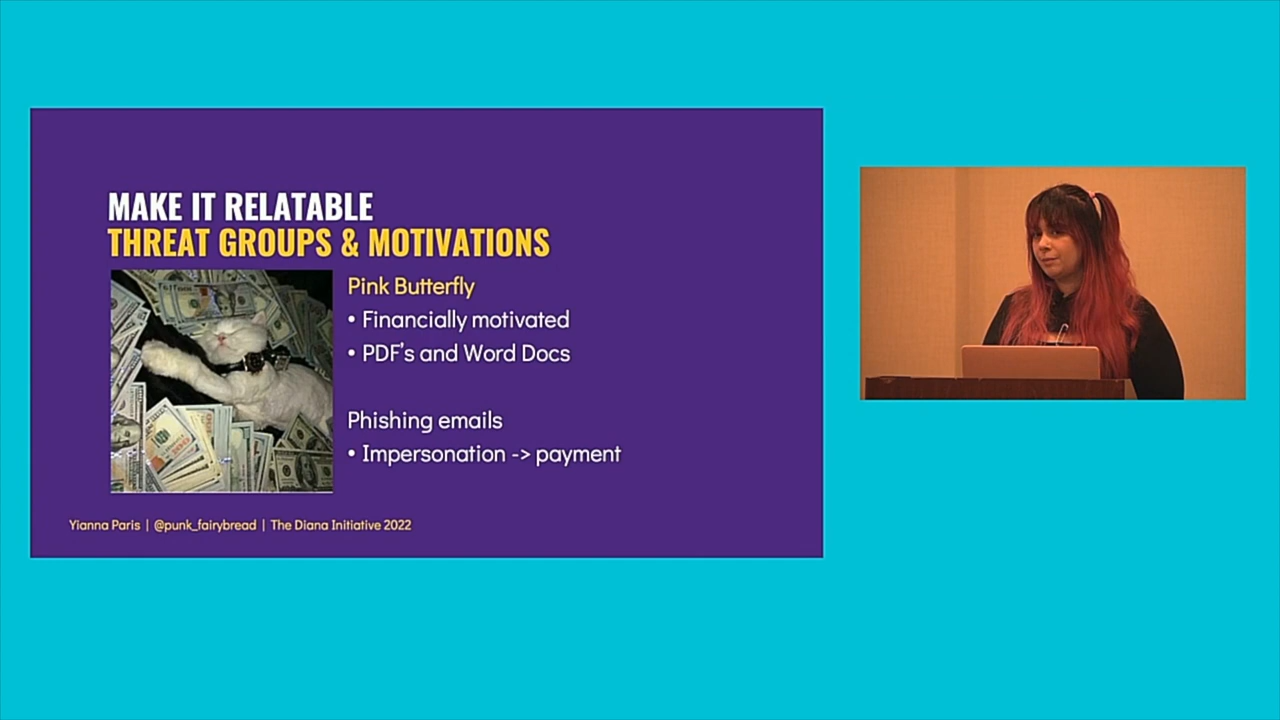 MAKE IT RELATABLE
THREAT GROUPS & MOTIVATIONS
Pink Butterfly
• Financially motivated
• PDF's and Word Docs
Phishing emails
• Impersonation -> payment
Yianna Paris | @punk_fairybread | The Diana Initiative 2022